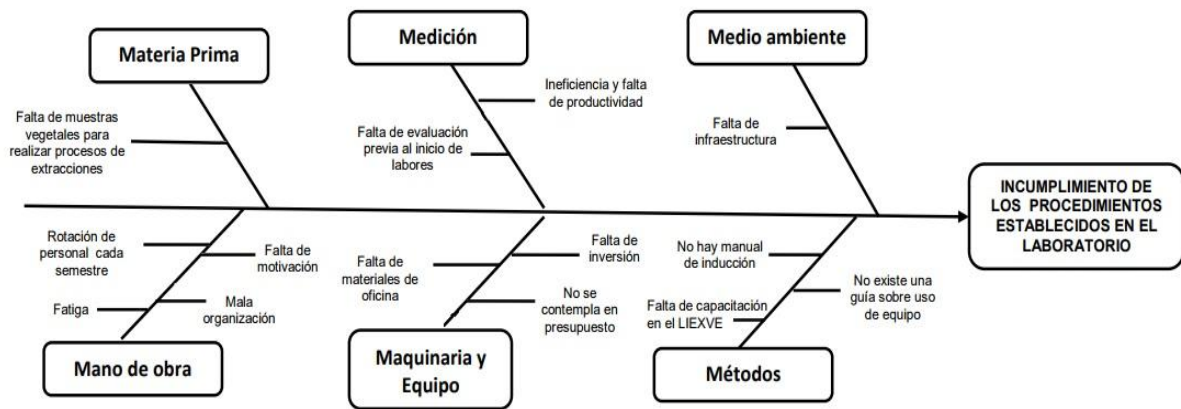 Materia Prima
Medición
Medio ambiente
Falta de muestras
vegetales para
realizar procesos de
extracciones
Ineficiencia y falta
de productividad
Falta de evaluación
previa al inicio de
labores
Falta de
infraestructura
INCUMPLIMIENTO DE
LOS PROCEDIMIENTOS
ESTABLECIDOS EN EL
LABORATORIO
Rotación de
personal cada
semestre
Falta de
motivación
Fatiga
Mala
organización
Mano de obra
Falta de
materiales de
oficina
Falta de
inversión
No se
contempla en
presupuesto
Maquinaria y
Equipo
No hay manual
de inducción
No existe una
guía sobre uso
de equipo
Falta de capacitación
en el LIEXVE
Métodos